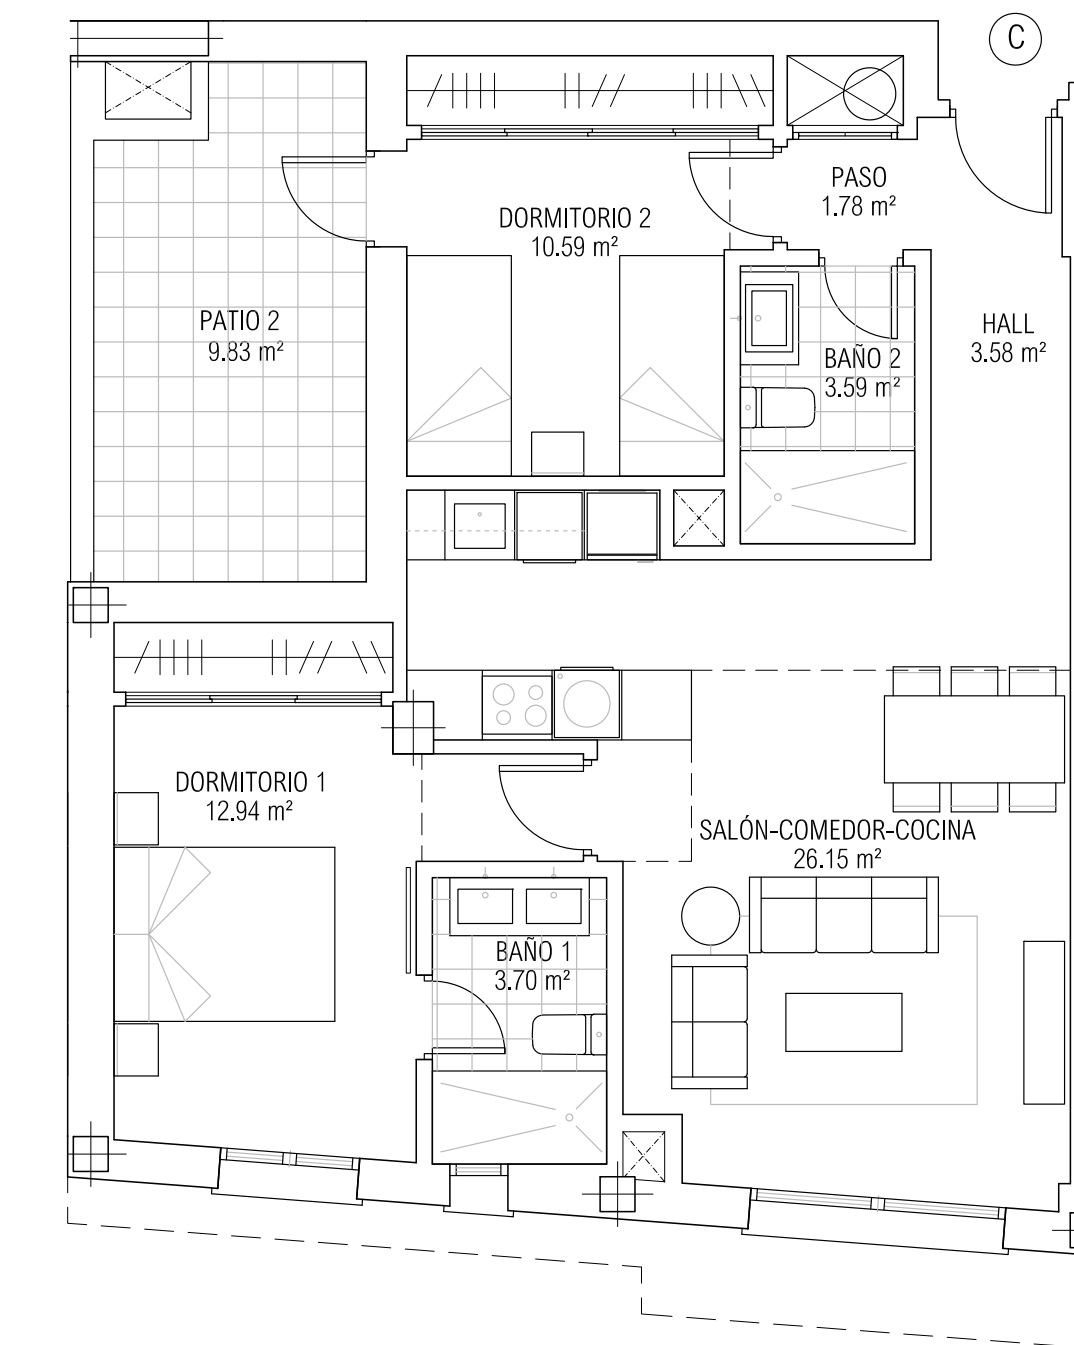 C
PASO
1.78 m²
DORMITORIO 2
10.59 m²
PATIO 2
9.83 m²
HALL
3.58 m²
BAÑO 2
3.59 m²
DORMITORIO 1
12.94 m²
SALÓN-COMEDOR-COCINA
26.15 m²
BAÑO 1
3.70 m²